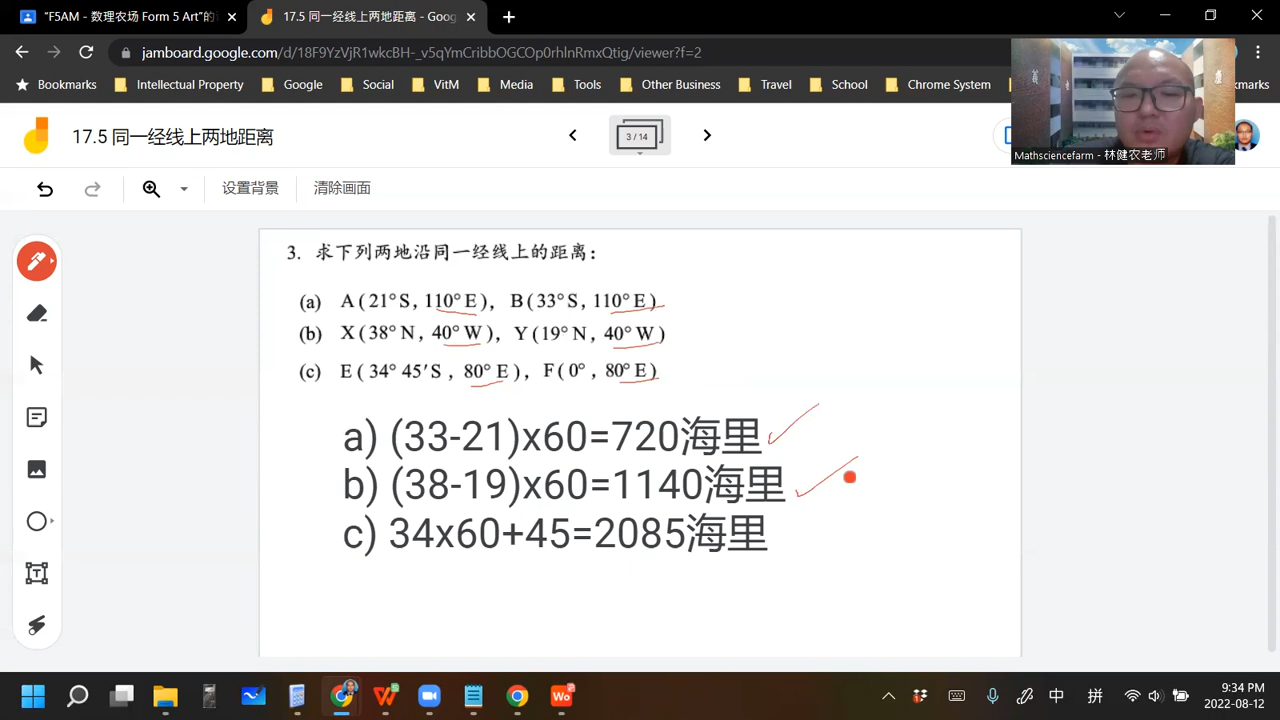 "F5AM - 数理农场 Form 5 Art"的
17.5 同一经线上两地距离 - Goog
jamboard.google.com/d/18F9YzVjR1wkcBH-_v5qYmCribbOGCOp0rhlnRmxQtig/viewer?f=2
Bookmarks Intellectual Property Google Social VitM Media Tools Other Business Travel School Chrome System
Mathsciencefarm - 林健农老师
17.5 同一经线上两地距离
3 / 14
设置背景 清除画面
3. 求下列两地沿同一经线上的距离：
(a) A ( 21° S , 110° E ) , B ( 33° S , 110° E )
(b) X ( 38° N , 40° W ) , Y ( 19° N , 40° W )
(c) E ( 34° 45′ S , 80° E ) , F ( 0° , 80° E )
a) (33-21)x60=720海里
b) (38-19)x60=1140海里
c) 34x60+45=2085海里
中 拼
9:34 PM
2022-08-12